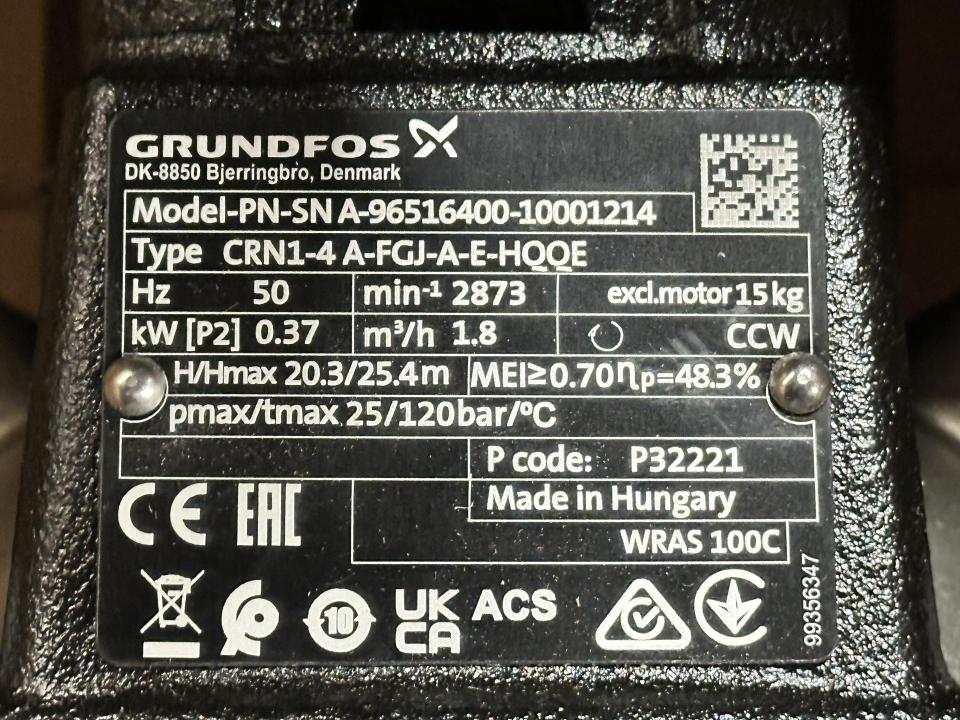 GRUNDFOS
DK-8850 Bjerringbro, Denmark
Model-PN-SN A-96516400-10001214
Type CRN1-4 A-FGJ-A-E-HQQE
Hz 50 min-¹ 2873 excl.motor 15 kg
kW [P2] 0.37 m³/h 1.8 CCW
H/Hmax 20.3/25.4 m MEI≥0.70 ηp=48.3%
pmax/tmax 25/120 bar/°C
P code: P32221
Made in Hungary
WRAS 100C
CE EAC
10 UKCA ACS
99356347